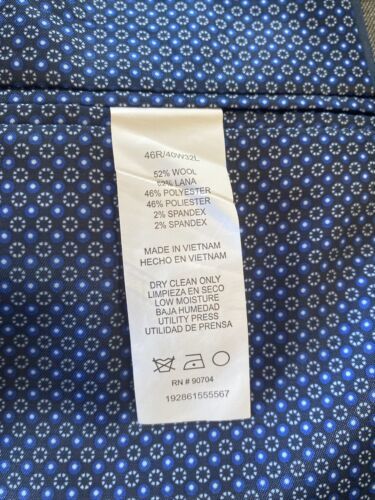 46R/40W32L
52% WOOL
52% LANA
46% POLYESTER
46% POLIESTER
2% SPANDEX
2% SPANDEX
MADE IN VIETNAM
HECHO EN VIETNAM
DRY CLEAN ONLY
LIMPIEZA EN SECO
LOW MOISTURE
BAJA HUMEDAD
UTILITY PRESS
UTILIDAD DE PRENSA
RN # 90704
192861555567